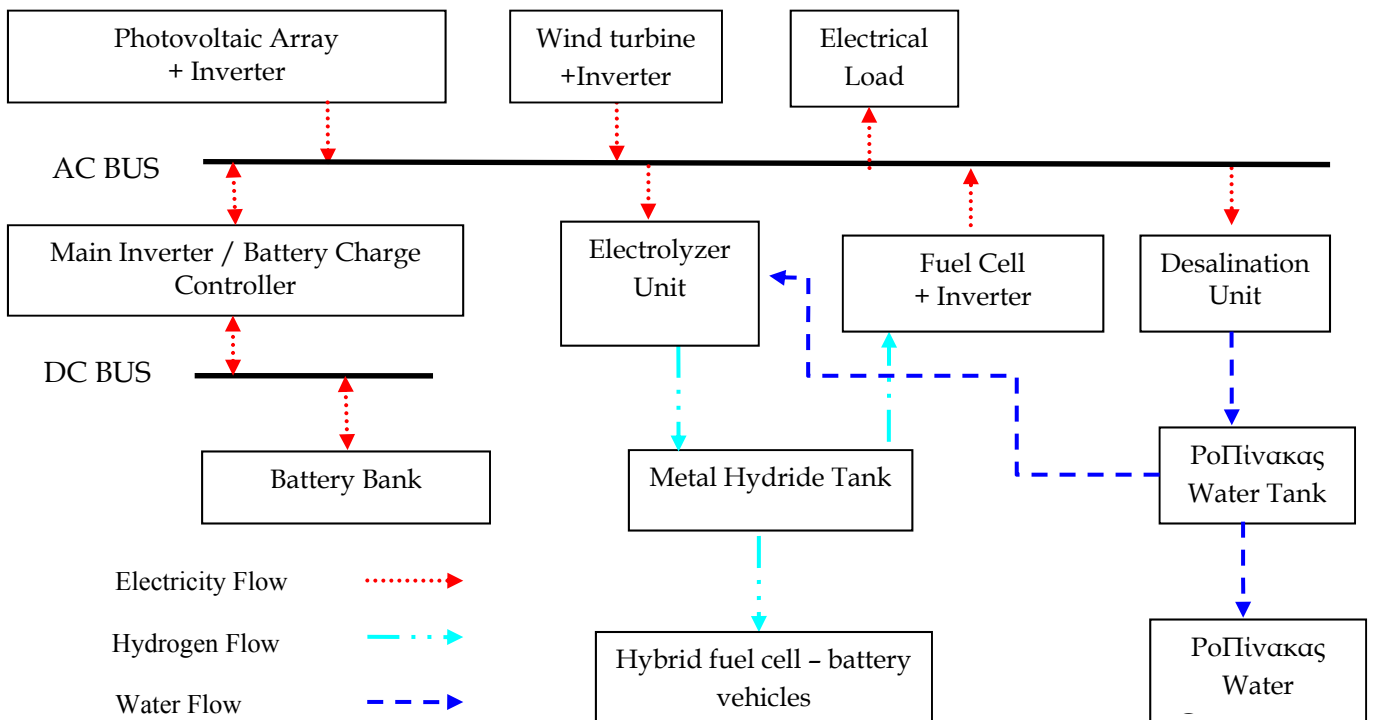 Photovoltaic Array
+ Inverter
Wind turbine
+Inverter
Electrical
Load
AC BUS
Main Inverter / Battery Charge
Controller
Electrolyzer
Unit
Fuel Cell
+ Inverter
Desalination
Unit
DC BUS
Battery Bank
Metal Hydride Tank
PoΠίνακας
Water Tank
Electricity Flow
Hydrogen Flow
Water Flow
Hybrid fuel cell – battery
vehicles
PoΠίνακας
Water